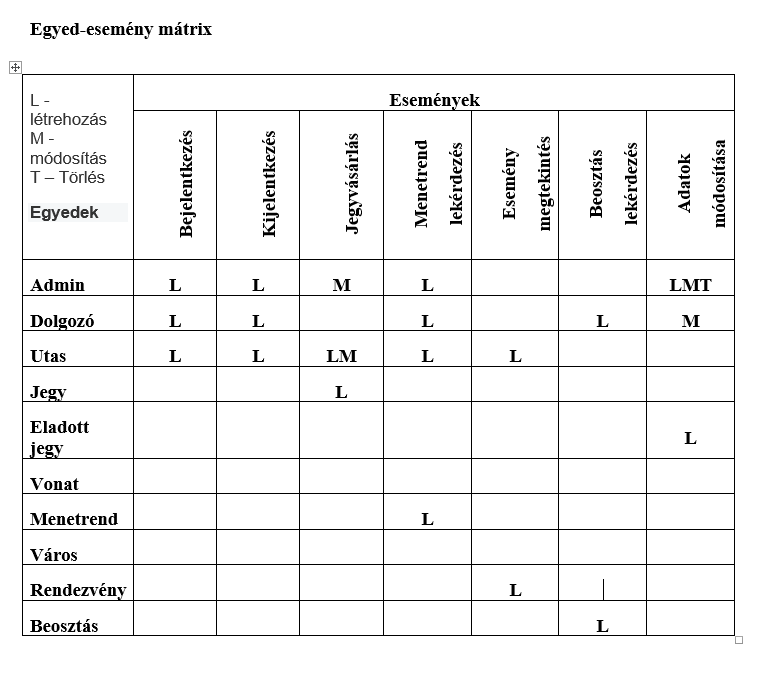 Egyed-esemény mátrix
L -
létrehozás
M -
módosítás
T – Törlés
Egyedek
Események
Bejelentkezés
Kijelentkezés
Jegyvásárlás
Menetrend
lekérdezés
Esemény
megtekintés
Beosztás
lekérdezés
Adatok
módosítása
Admin L L M L LMT
Dolgozó L L L L M
Utas L L LM L L
Jegy L
Eladott
jegy L
Vonat
Menetrend L
Város
Rendezvény L
Beosztás L